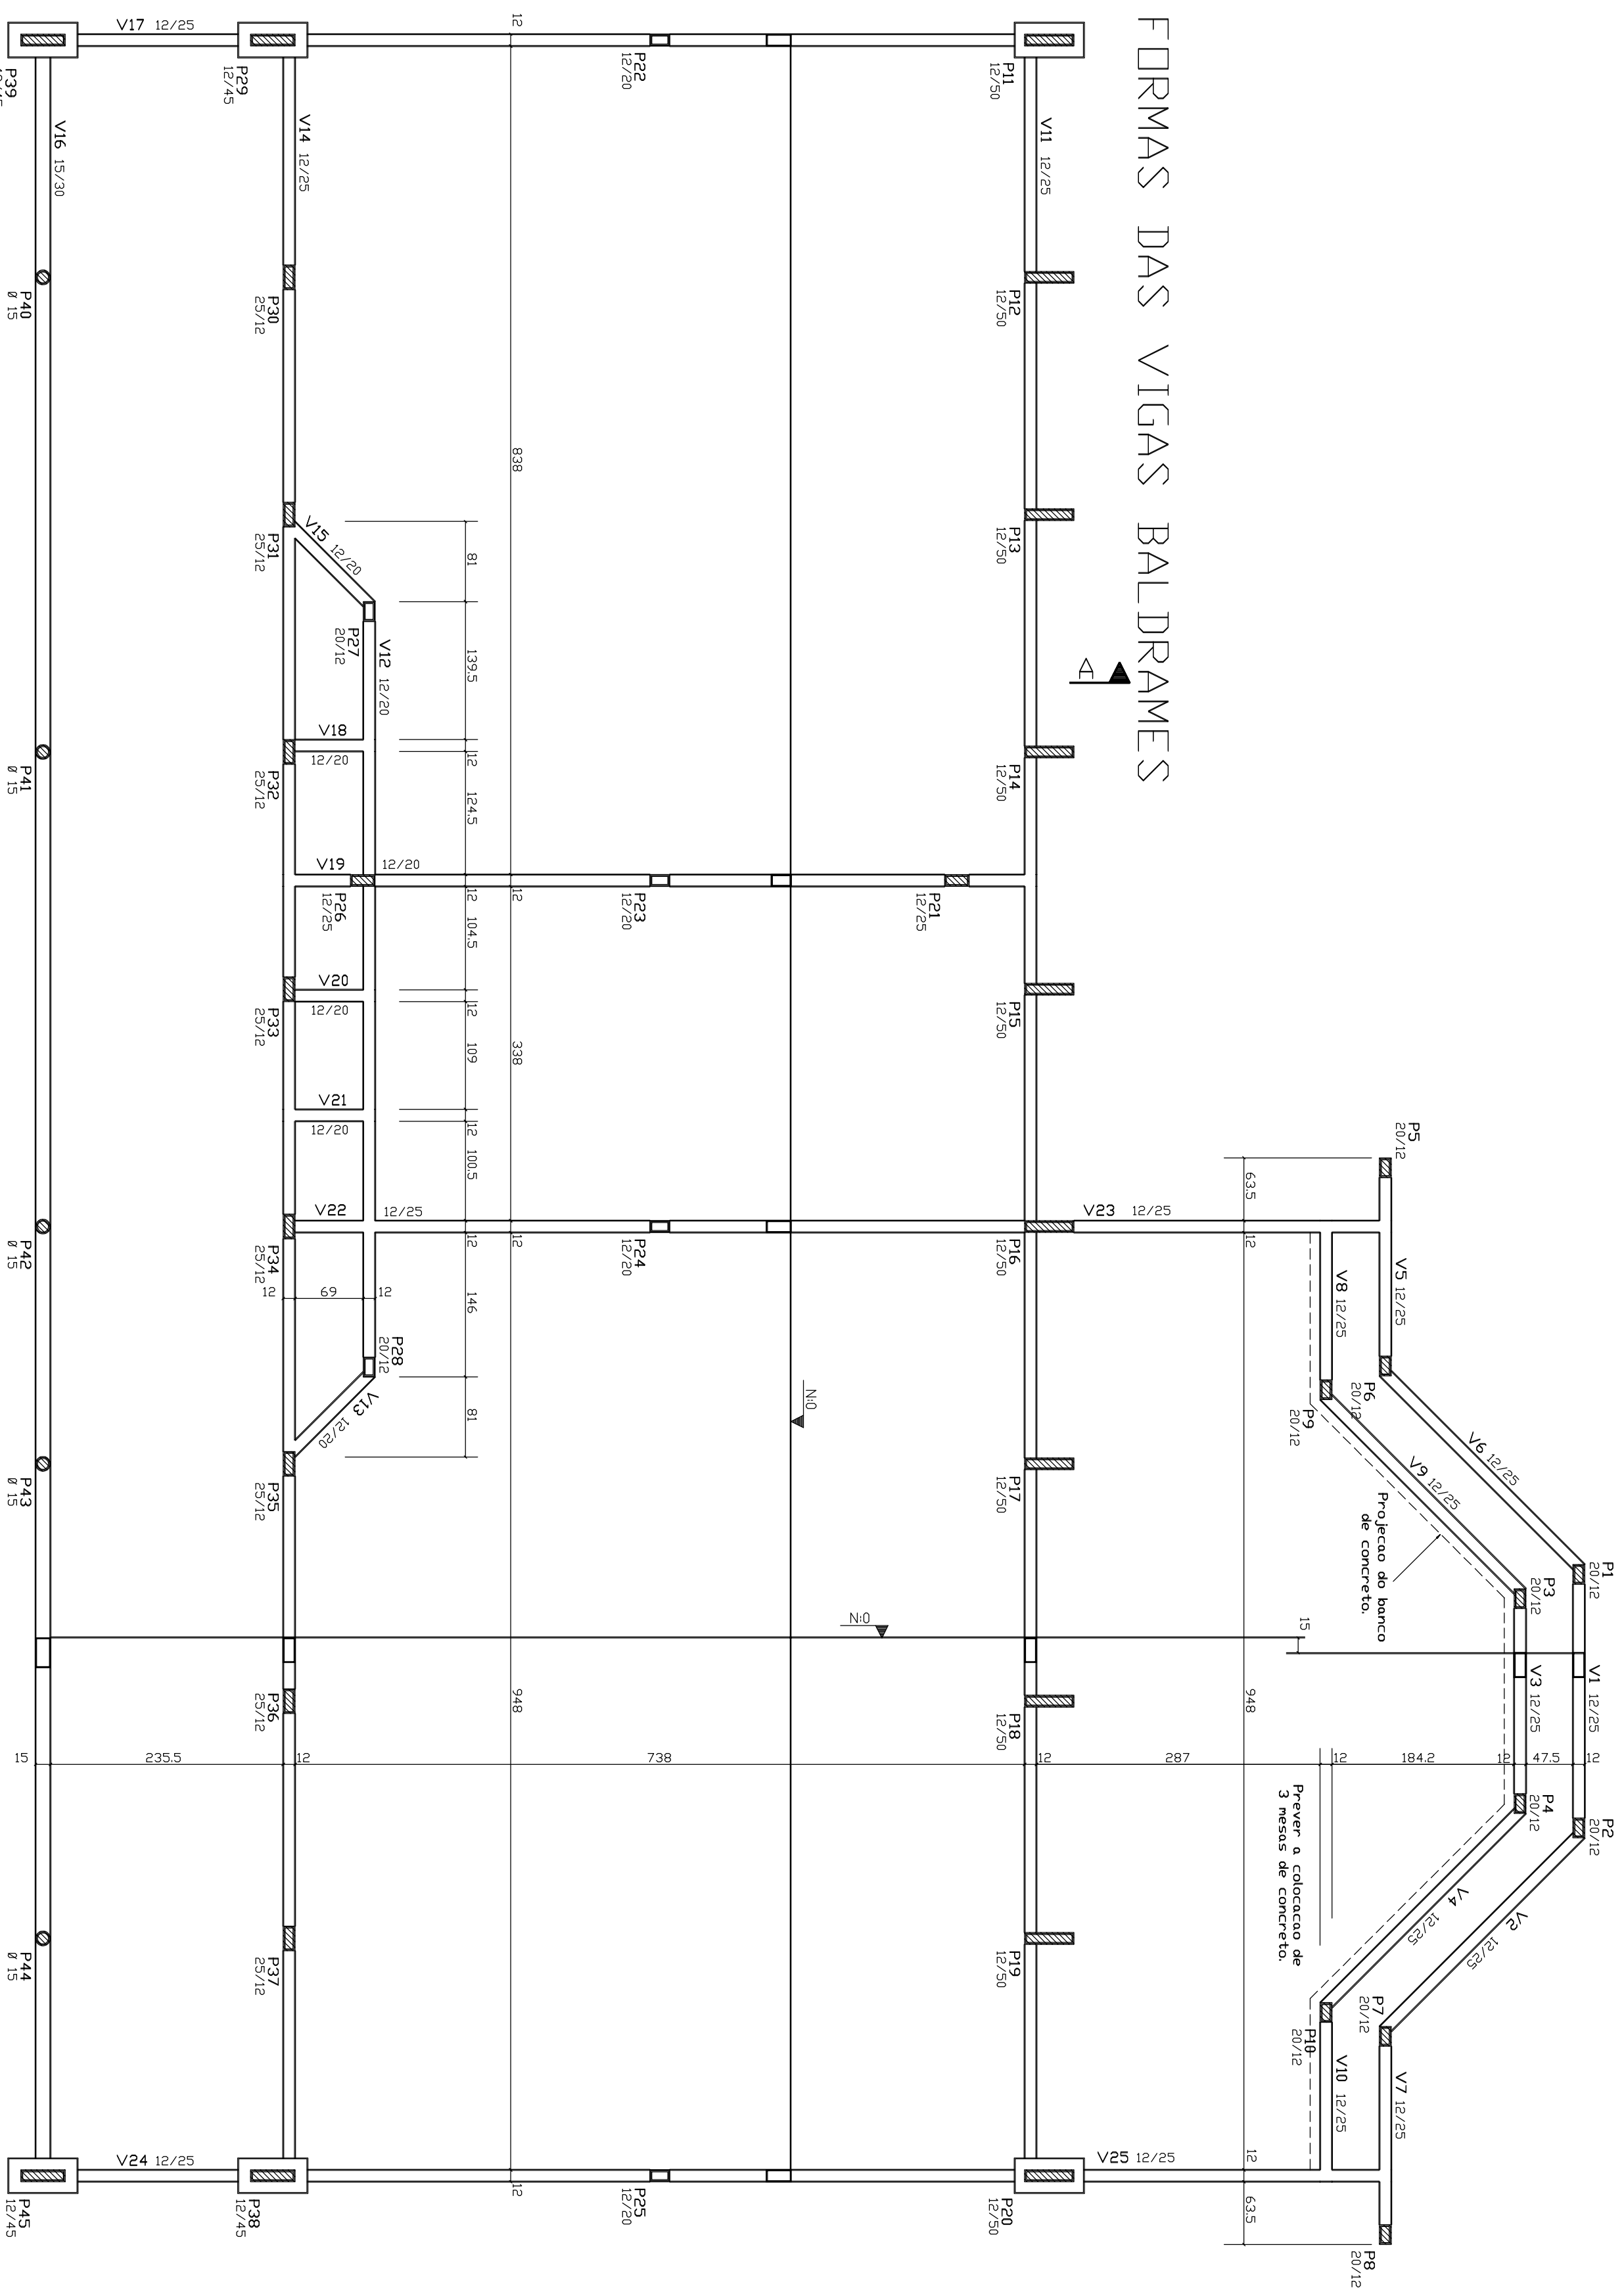 FORMAS DAS VIGAS BALDRAMES
A
P1
20/12
P2
20/12
V1 12/25
P3
20/12
P4
20/12
V3 12/25
V6 12/25
V2 12/25
V9 12/25
V4 12/25
Projecao do banco
de concreto.
P5
20/12
V5 12/25
P6
20/12
P7
20/12
V7 12/25
P8
20/12
V8 12/25
P9
20/12
P10
20/12
V10 12/25
Prever a colocacao de
3 mesas de concreto.
15
63.5
12
948
12
63.5
V23 12/25
V25 12/25
V11 12/25
P11
12/50
P12
12/50
P13
12/50
P14
12/50
P15
12/50
P16
12/50
P17
12/50
P18
12/50
P19
12/50
P20
12/50
P21
12/25
N:0
N:0
P22
12/20
P23
12/20
P24
12/20
P25
12/20
12
838
12
338
12
948
12
81
139.5
12
124.5
12
104.5
12
109
12
100.5
12
146
81
V12 12/20
12/20
12/25
P26
12/25
P27
20/12
P28
20/12
V15 12/20
V13 12/20
V18
12/20
V19
V20
12/20
V21
12/20
V22
12
69
12
V14 12/25
P29
12/45
P30
25/12
P31
25/12
P32
25/12
P33
25/12
P34
25/12
P35
25/12
P36
25/12
P37
25/12
P38
12/45
V17 12/25
V24 12/25
15
235.5
12
738
12
287
12
184.2
12
47.5
12
V16 15/30
P39
P40
Ø 15
P41
Ø 15
P42
Ø 15
P43
Ø 15
P44
Ø 15
P45
12/45